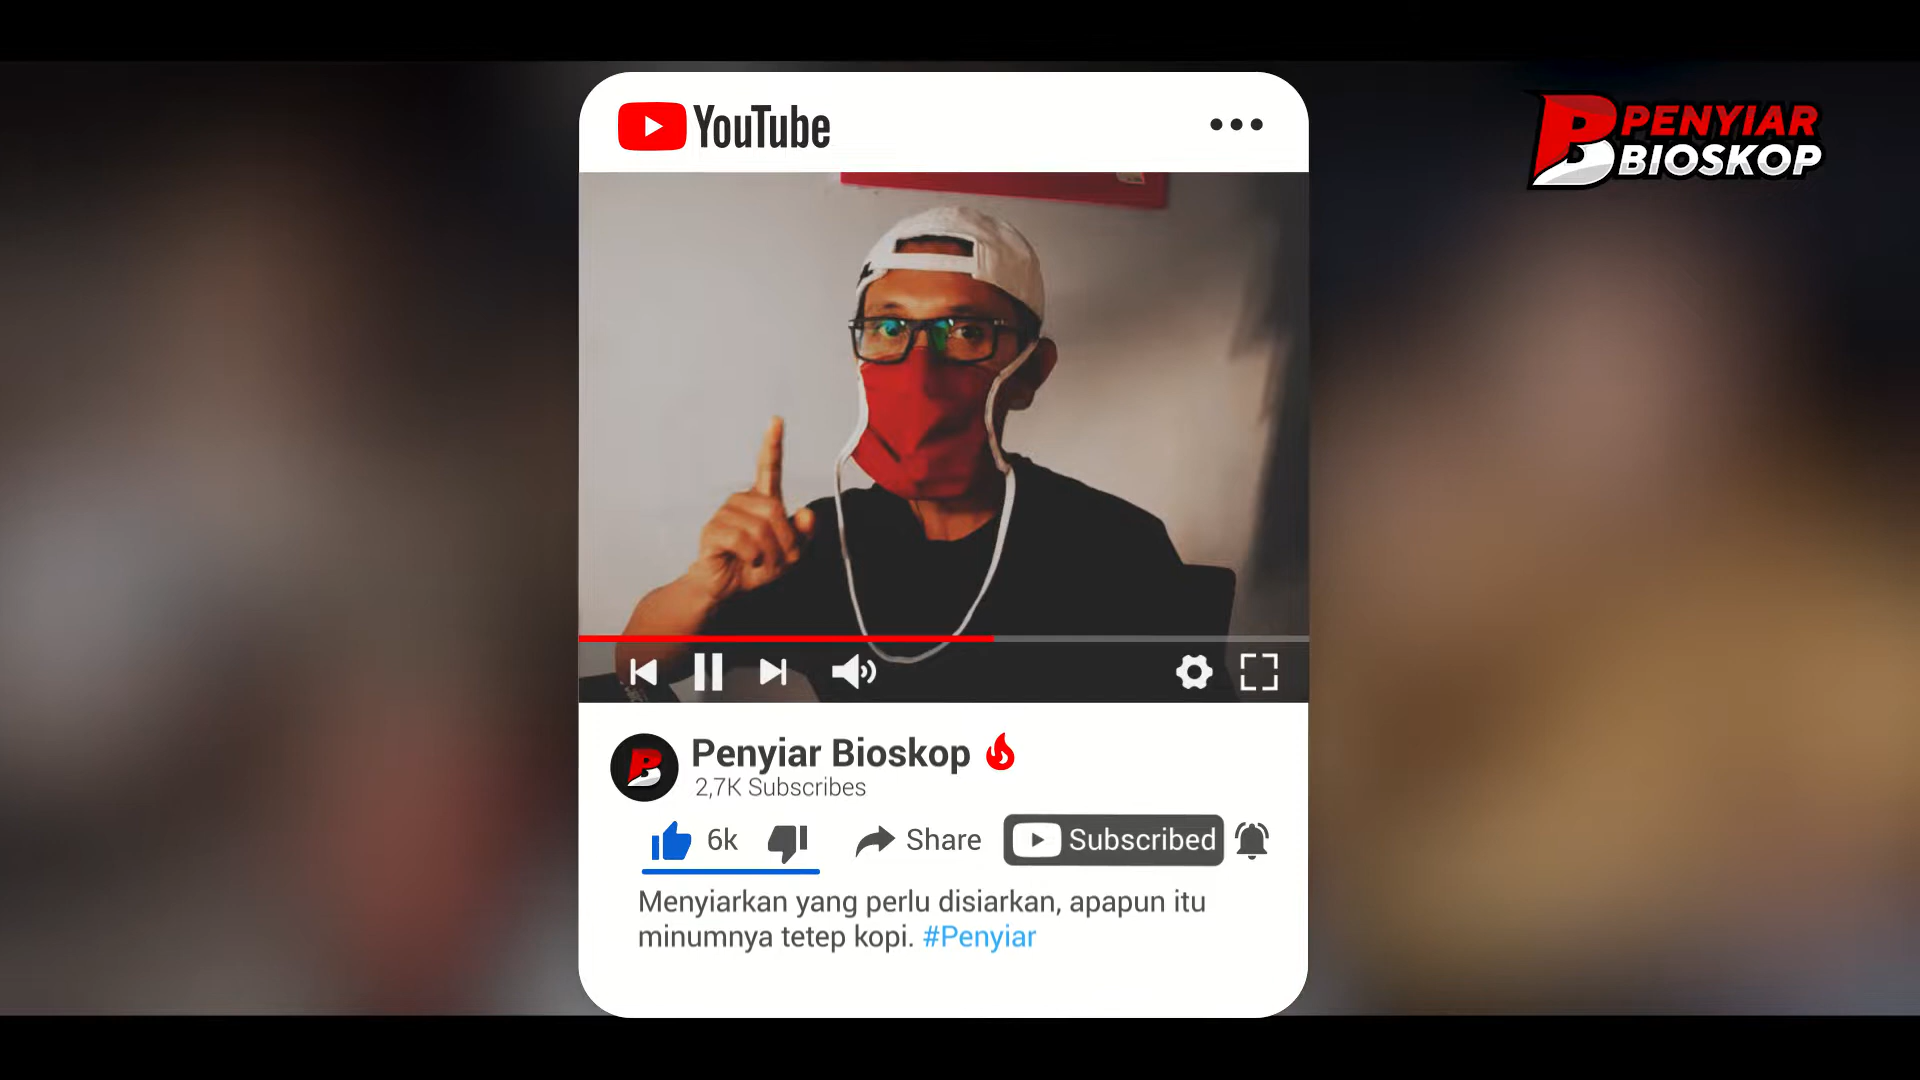 YouTube
PENYIAR
BIOSKOP
Penyiar Bioskop
2,7K Subscribes
6k
Share
Subscribed
Menyiarkan yang perlu disiarkan, apapun itu
minumnya tetep kopi. #Penyiar